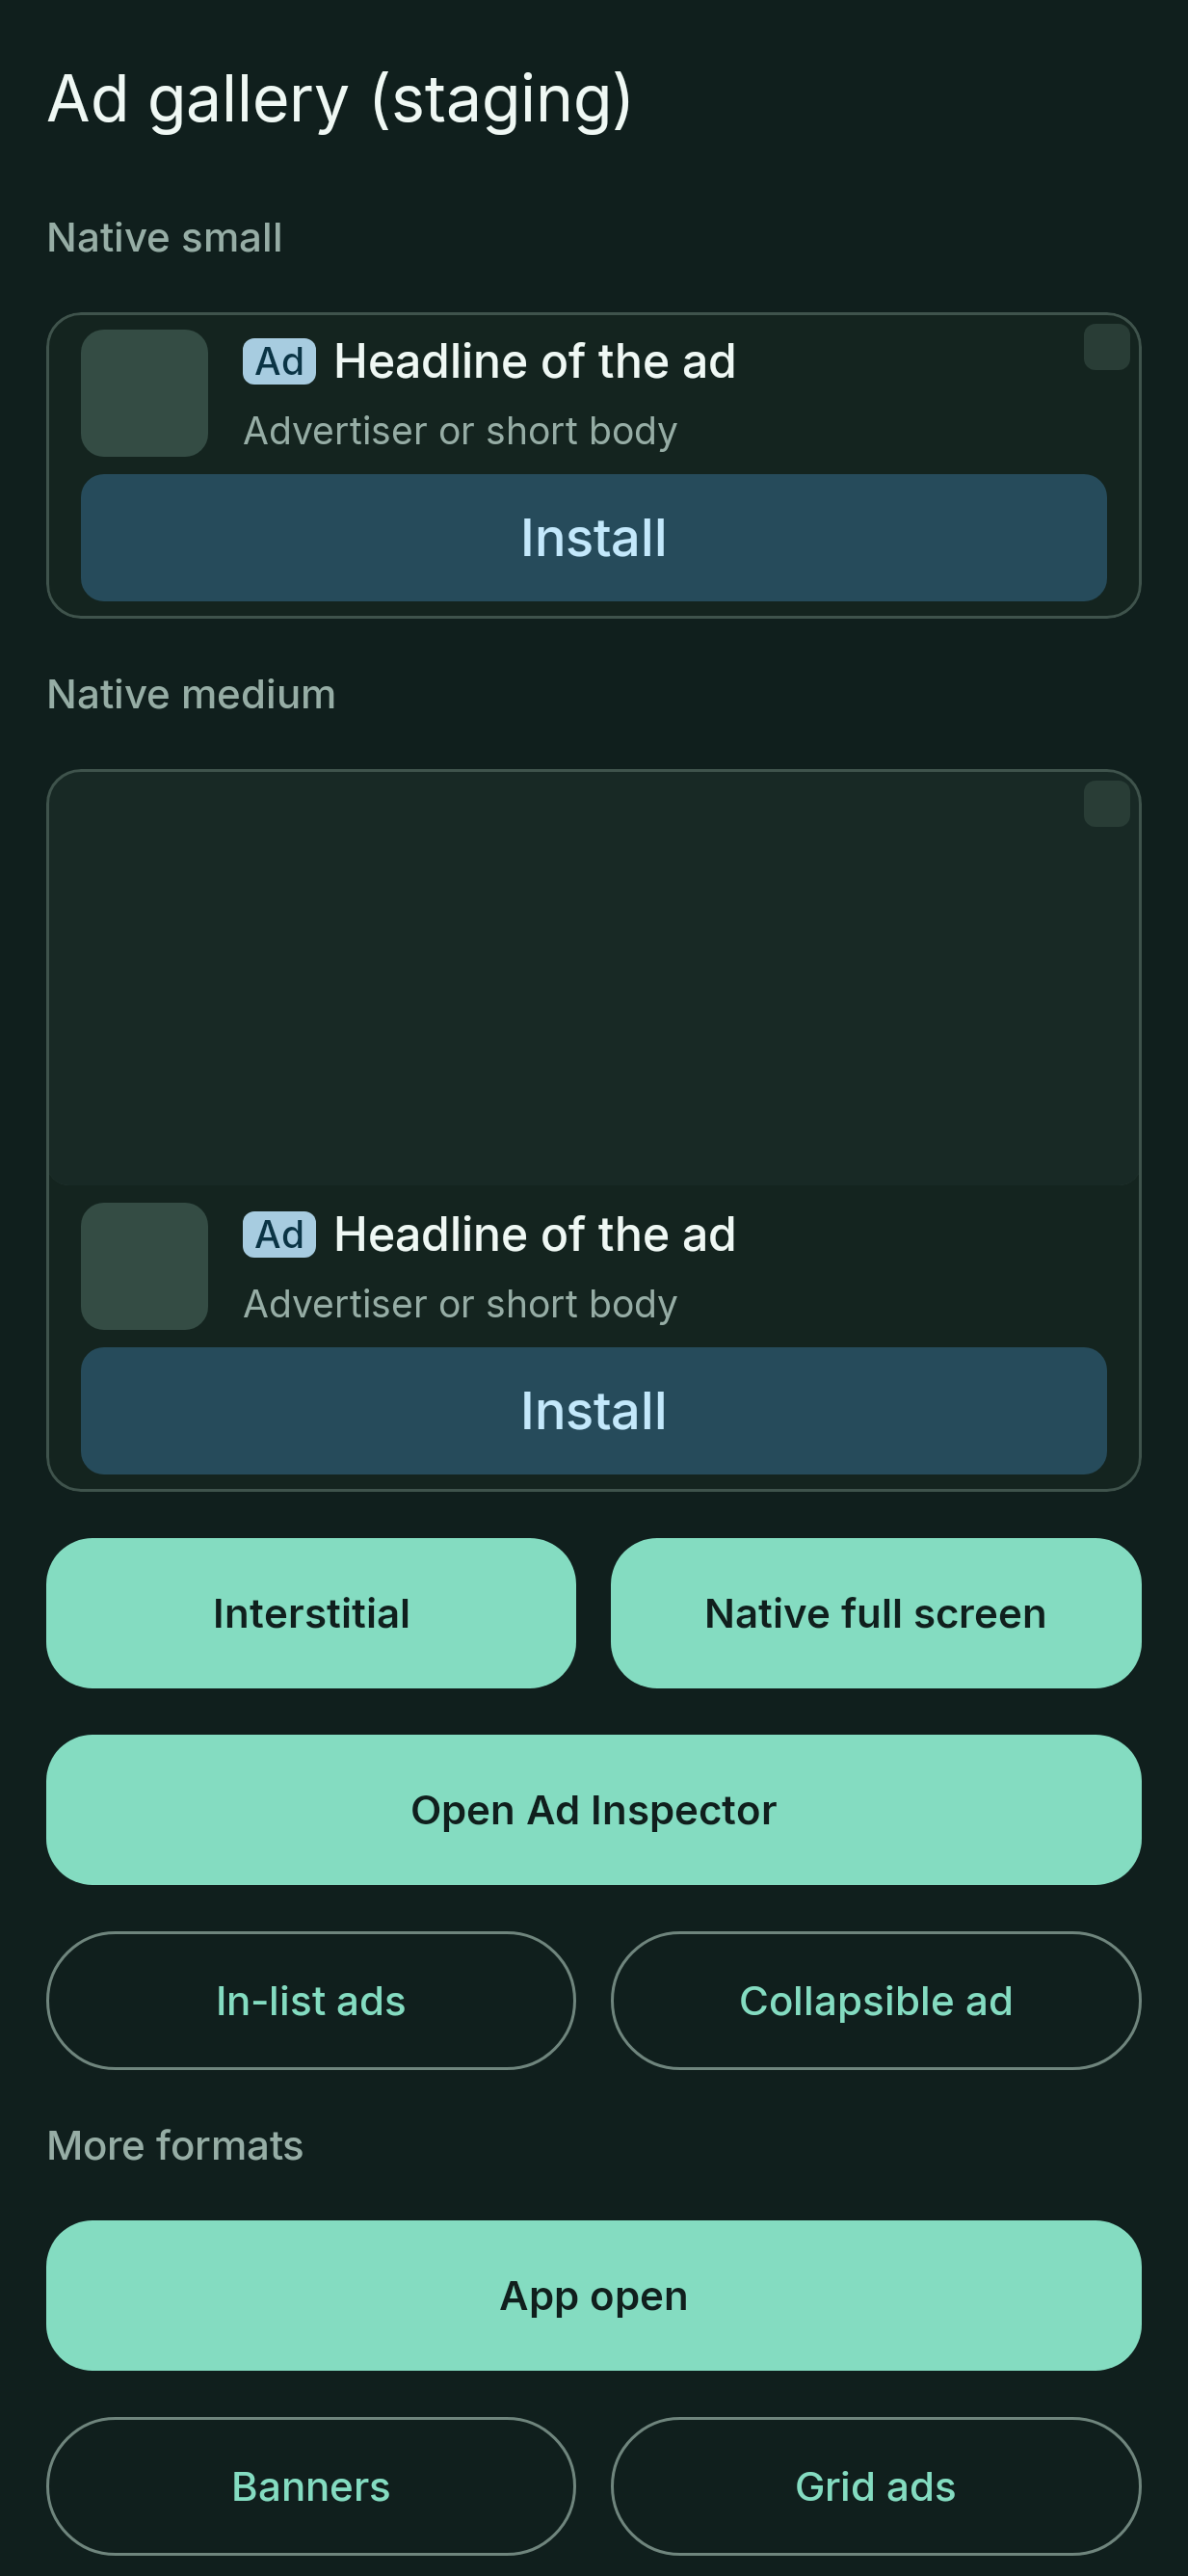 Ad gallery (staging)
Native small
Ad Headline of the ad
Advertiser or short body
Install
Native medium
Ad Headline of the ad
Advertiser or short body
Install
Interstitial
Native full screen
Open Ad Inspector
In-list ads
Collapsible ad
More formats
App open
Banners
Grid ads